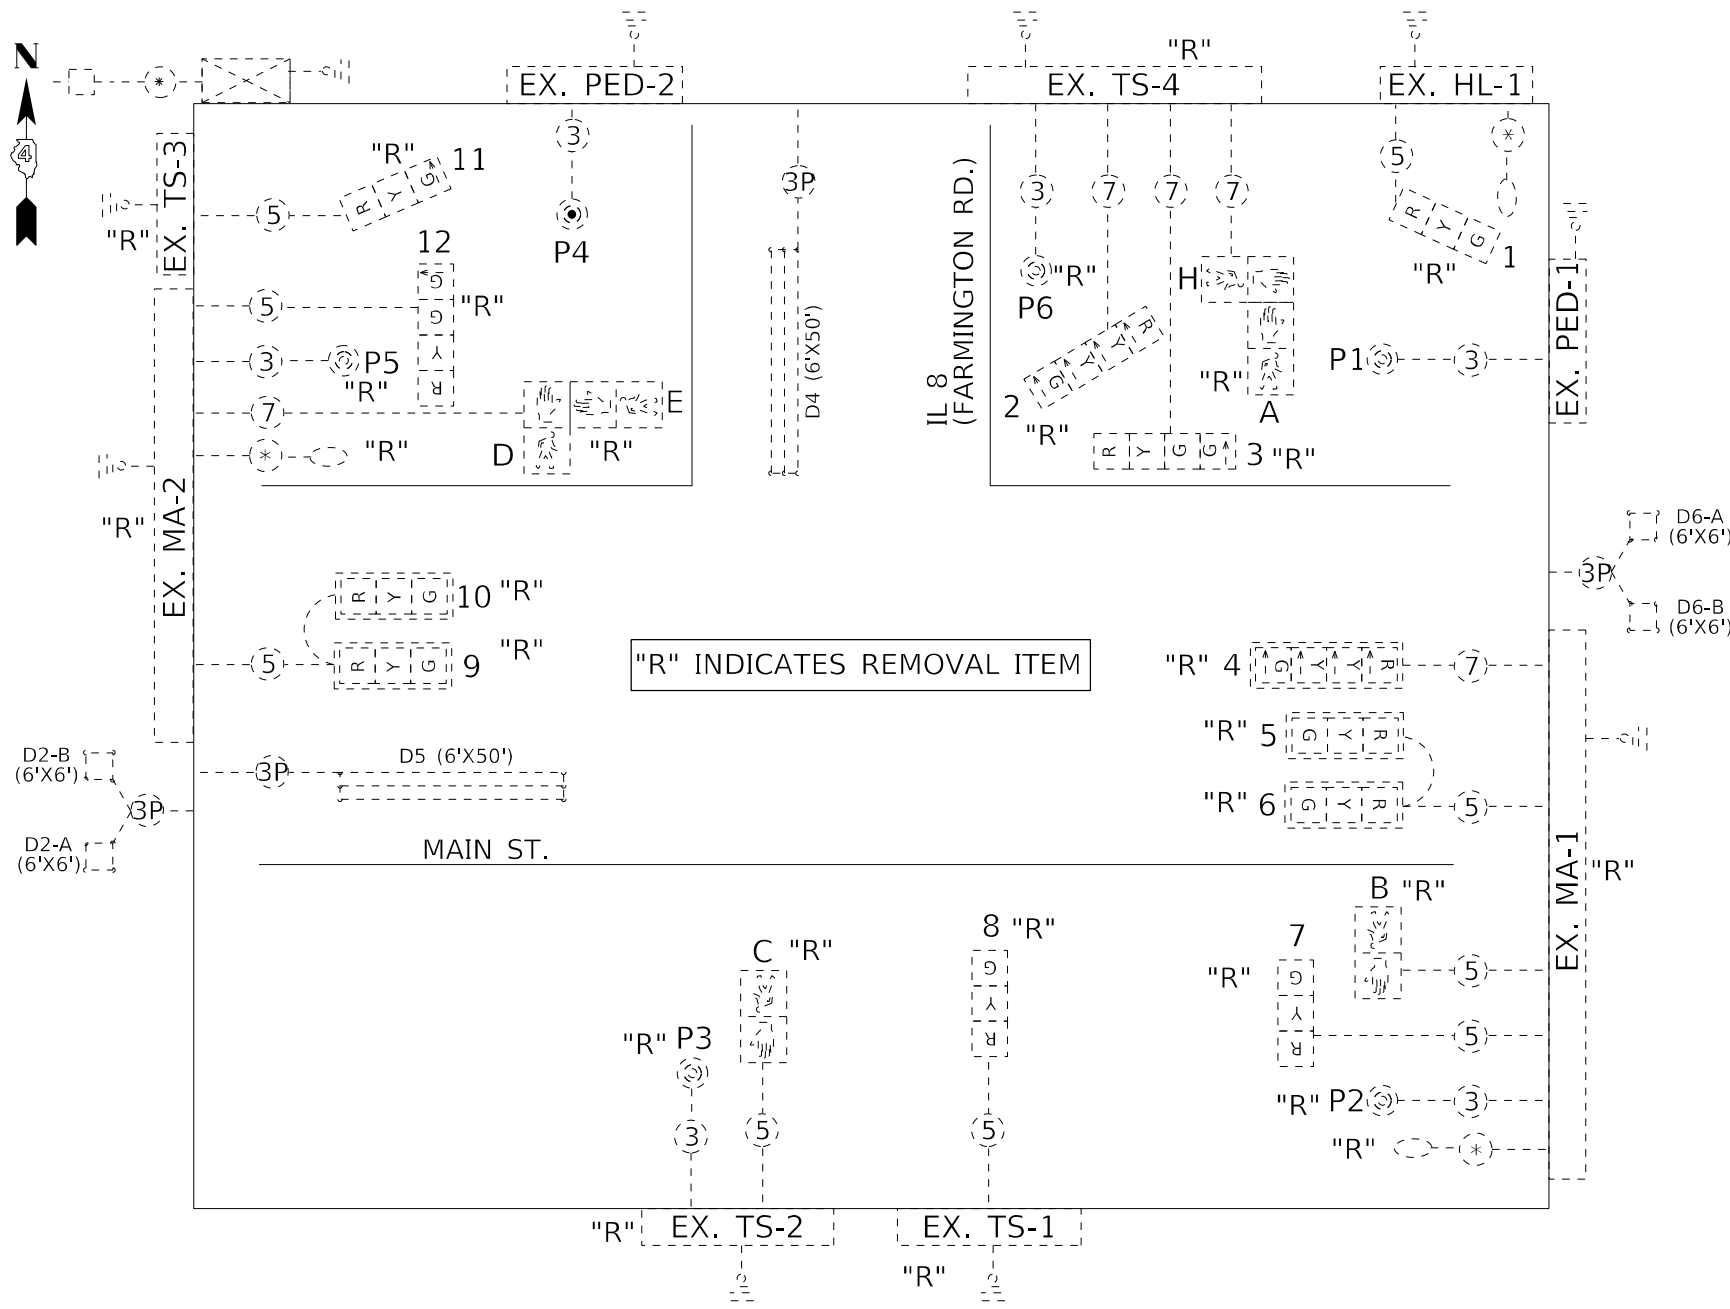 N
4
*
EX. PED-2
"R"
EX. TS-4
EX. HL-1
EX. TS-3
"R"
"R"
11
R Y G
5
3
P4
3P
D4 (6'X50')
IL 8
(FARMINGTON RD.)
3
7
7
7
5
*
R Y G
1
"R"
EX. PED-1
12
G
G
Y
R
"R"
5
3
P5
"R"
7
E
D
"R"
*
"R"
P6
"R"
H
"R"
A
P1
3
R Y Y G
2
"R"
R Y G G
3
"R"
EX. MA-2
"R"
D6-A
(6'X6')
3P
D6-B
(6'X6')
R Y G
10
"R"
5
R Y G
9
"R"
"R" INDICATES REMOVAL ITEM
"R"
4
G Y Y R
7
"R"
5
G Y R
"R"
6
G Y R
5
D2-B
(6'X6')
3P
D2-A
(6'X6')
3P
D5 (6'X50')
MAIN ST.
EX. MA-1
"R"
B
"R"
5
7
"R"
G
Y
R
5
"R"
P2
3
"R"
*
8
"R"
G
Y
R
5
C
"R"
5
"R"
P3
3
"R"
EX. TS-2
EX. TS-1
"R"